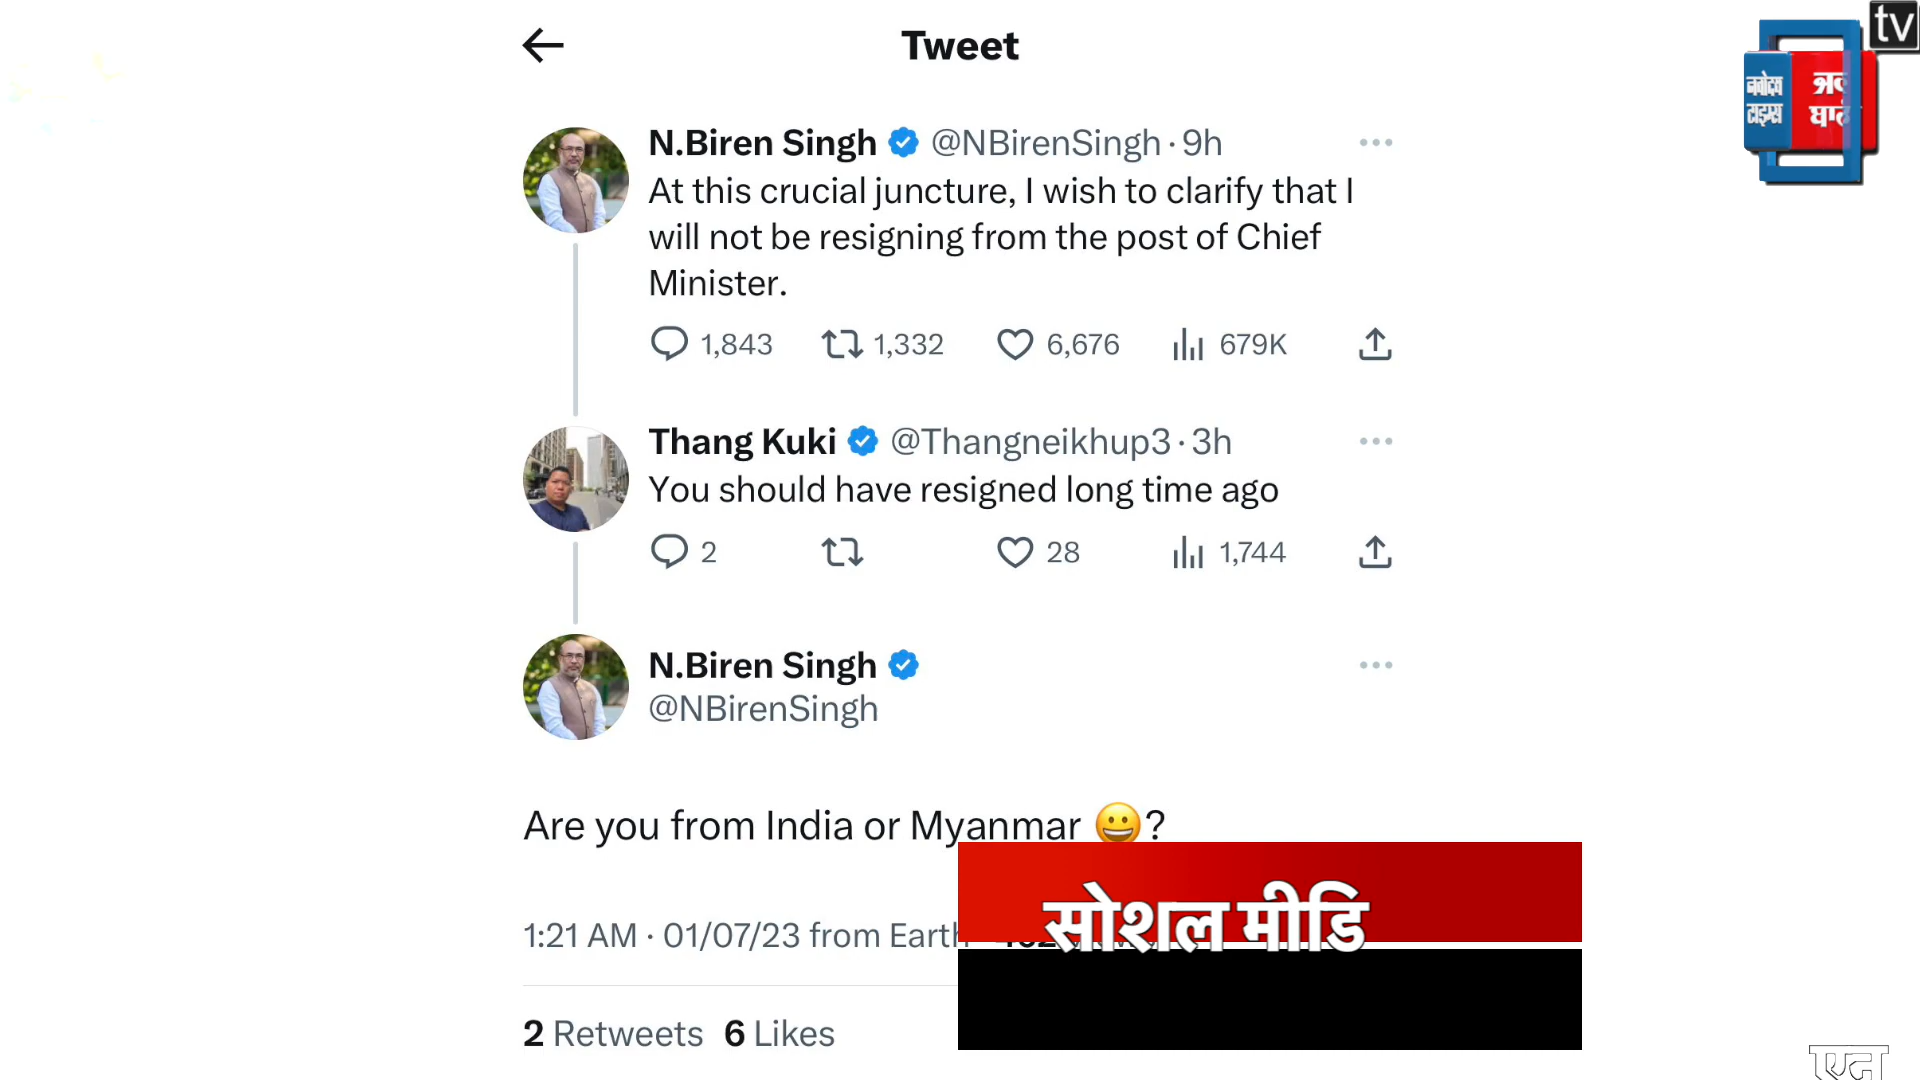 Tweet
tv
नवोदय
टाइम्स
N.Biren Singh @NBirenSingh · 9h
At this crucial juncture, I wish to clarify that I
will not be resigning from the post of Chief
Minister.
1,843 1,332 6,676 679K
Thang Kuki @Thangneikhup3 · 3h
You should have resigned long time ago
2 28 1,744
N.Biren Singh
@NBirenSingh
Are you from India or Myanmar 😀?
1:21 AM · 01/07/23 from Earth
सोशल मीडि
2 Retweets 6 Likes